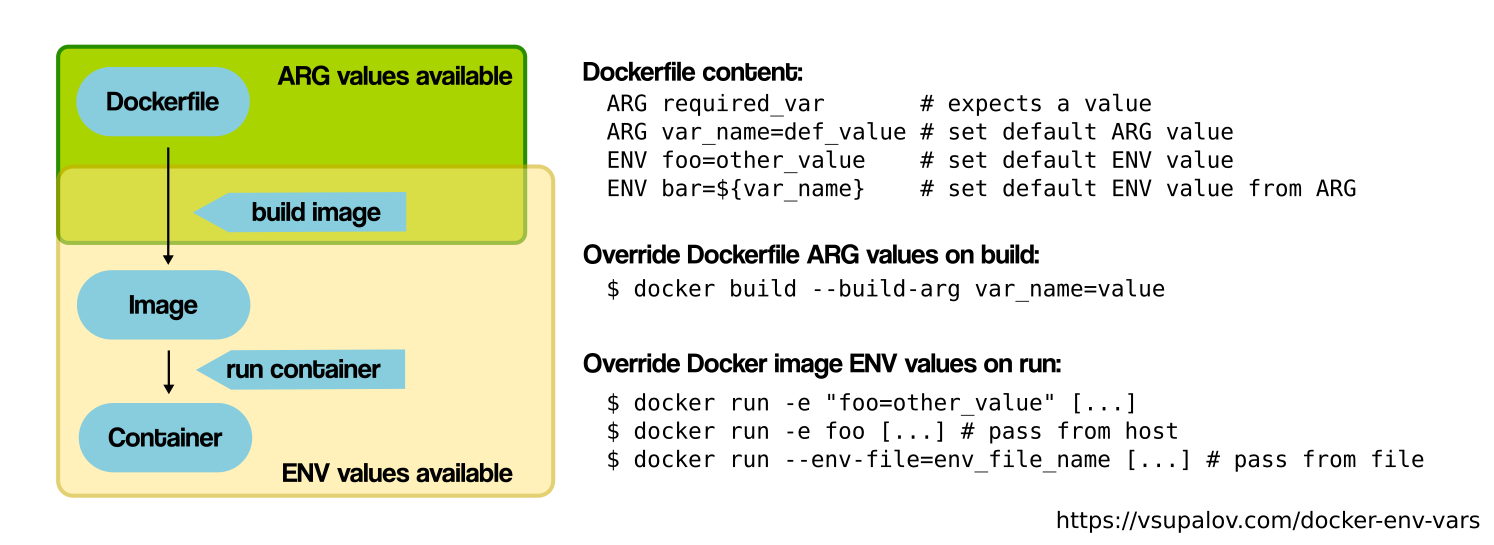 ARG values available
Dockerfile
build image
Image
run container
Container
ENV values available
Dockerfile content:
ARG required_var # expects a value
ARG var_name=def_value # set default ARG value
ENV foo=other_value # set default ENV value
ENV bar=${var_name} # set default ENV value from ARG
Override Dockerfile ARG values on build:
$ docker build --build-arg var_name=value
Override Docker image ENV values on run:
$ docker run -e "foo=other_value" [...]
$ docker run -e foo [...] # pass from host
$ docker run --env-file=env_file_name [...] # pass from file
https://vsupalov.com/docker-env-vars